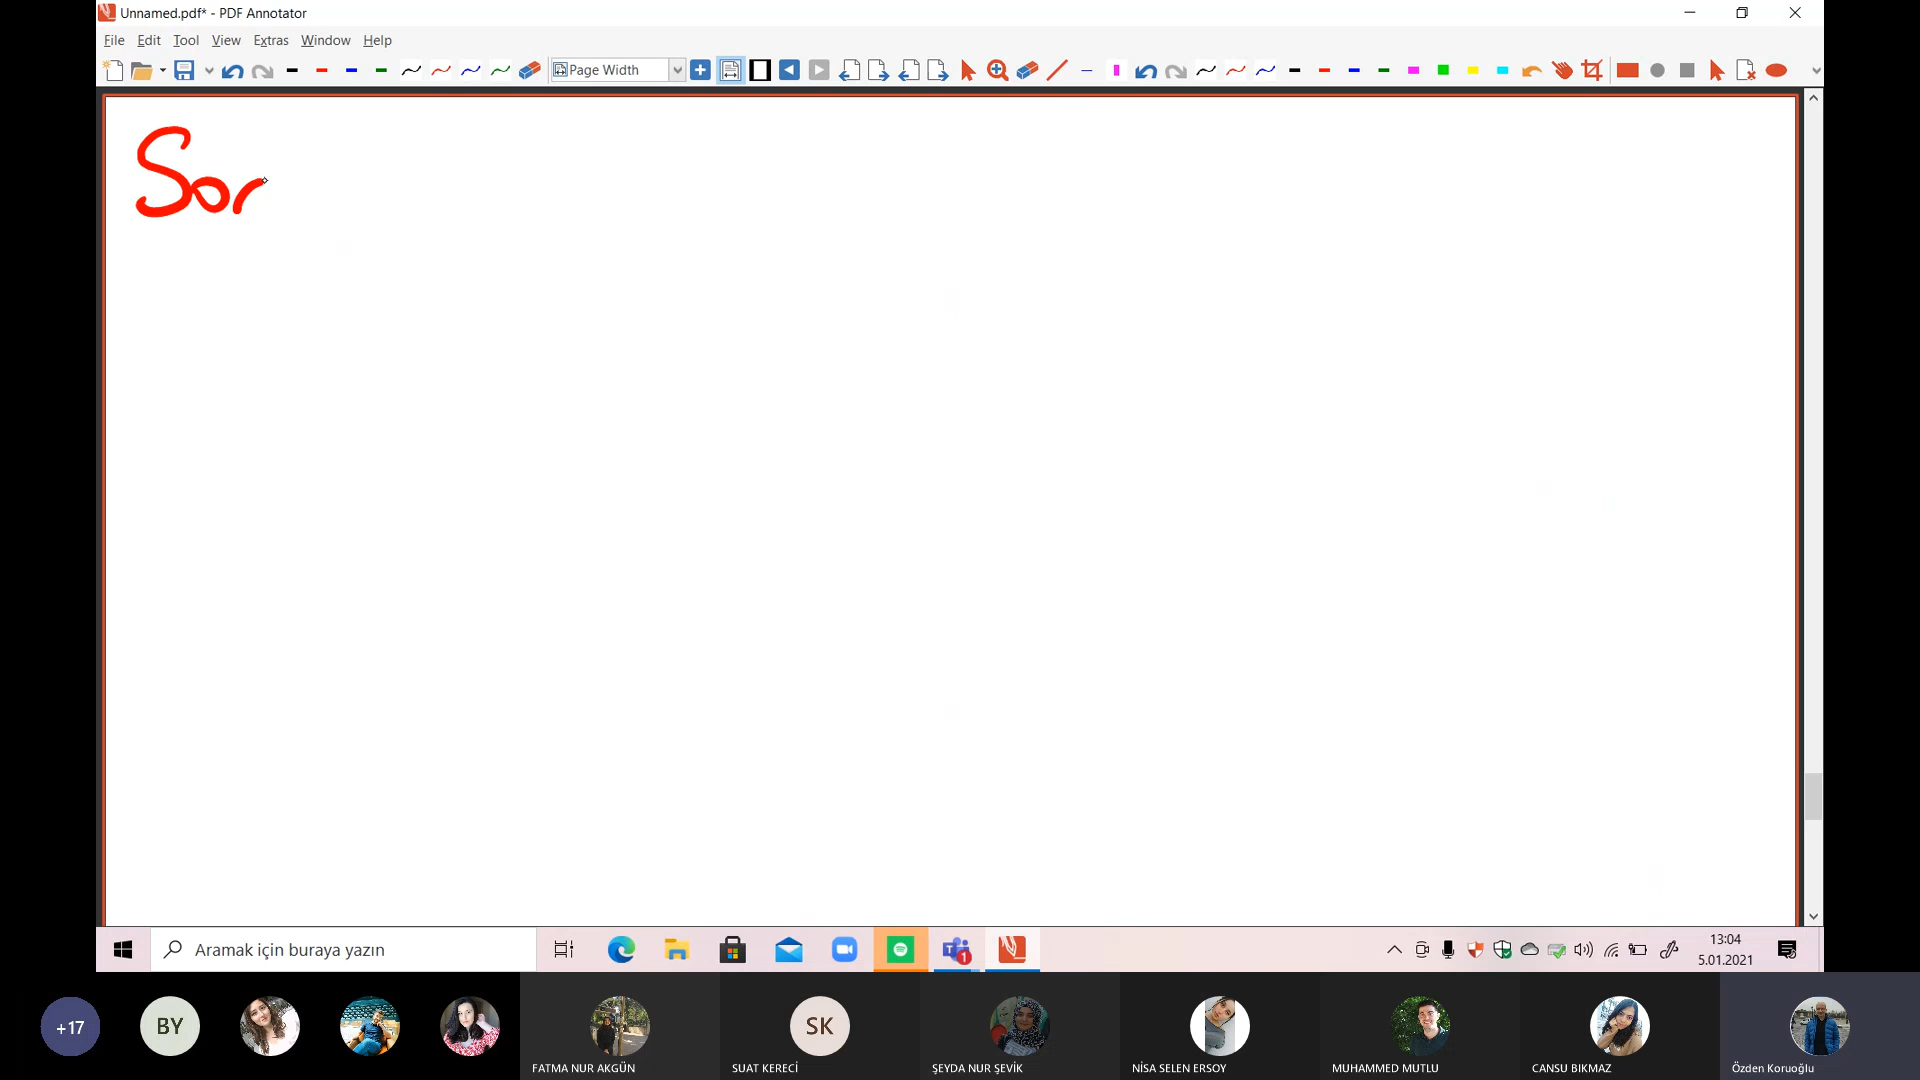 Unnamed.pdf* - PDF Annotator
File Edit Tool View Extras Window Help
Page Width
Sor
Aramak için buraya yazın
1
13:04
5.01.2021
+17
BY
SK
FATMA NUR AKGÜN
SUAT KERECİ
ŞEYDA NUR ŞEVİK
NİSA SELEN ERSOY
MUHAMMED MUTLU
CANSU BIKMAZ
Özden Koruoğlu